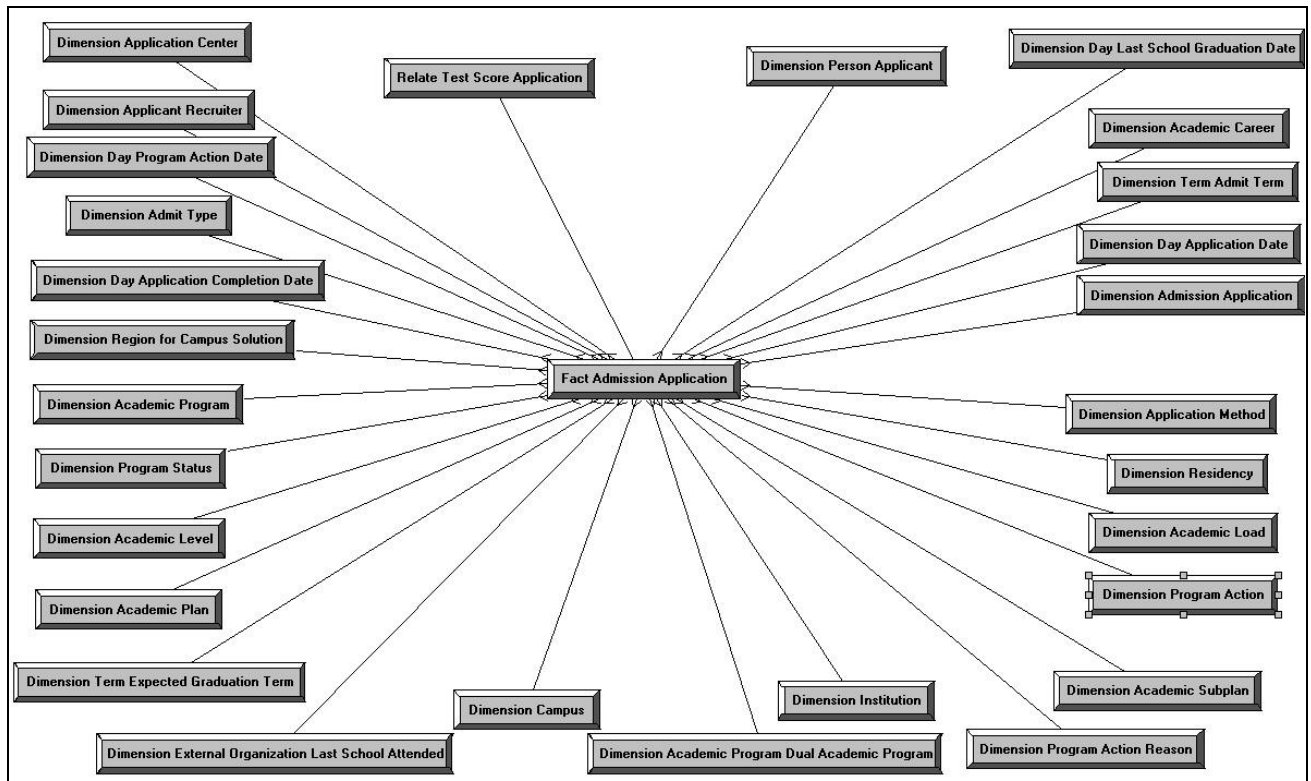 Dimension Application Center
Dimension Day Last School Graduation Date
Relate Test Score Application
Dimension Person Applicant
Dimension Applicant Recruiter
Dimension Academic Career
Dimension Day Program Action Date
Dimension Term Admit Term
Dimension Admit Type
Dimension Day Application Date
Dimension Day Application Completion Date
Dimension Admission Application
Dimension Region for Campus Solution
Fact Admission Application
Dimension Academic Program
Dimension Application Method
Dimension Program Status
Dimension Residency
Dimension Academic Level
Dimension Academic Load
Dimension Academic Plan
Dimension Program Action
Dimension Term Expected Graduation Term
Dimension Academic Subplan
Dimension Campus
Dimension Institution
Dimension External Organization Last School Attended
Dimension Academic Program Dual Academic Program
Dimension Program Action Reason